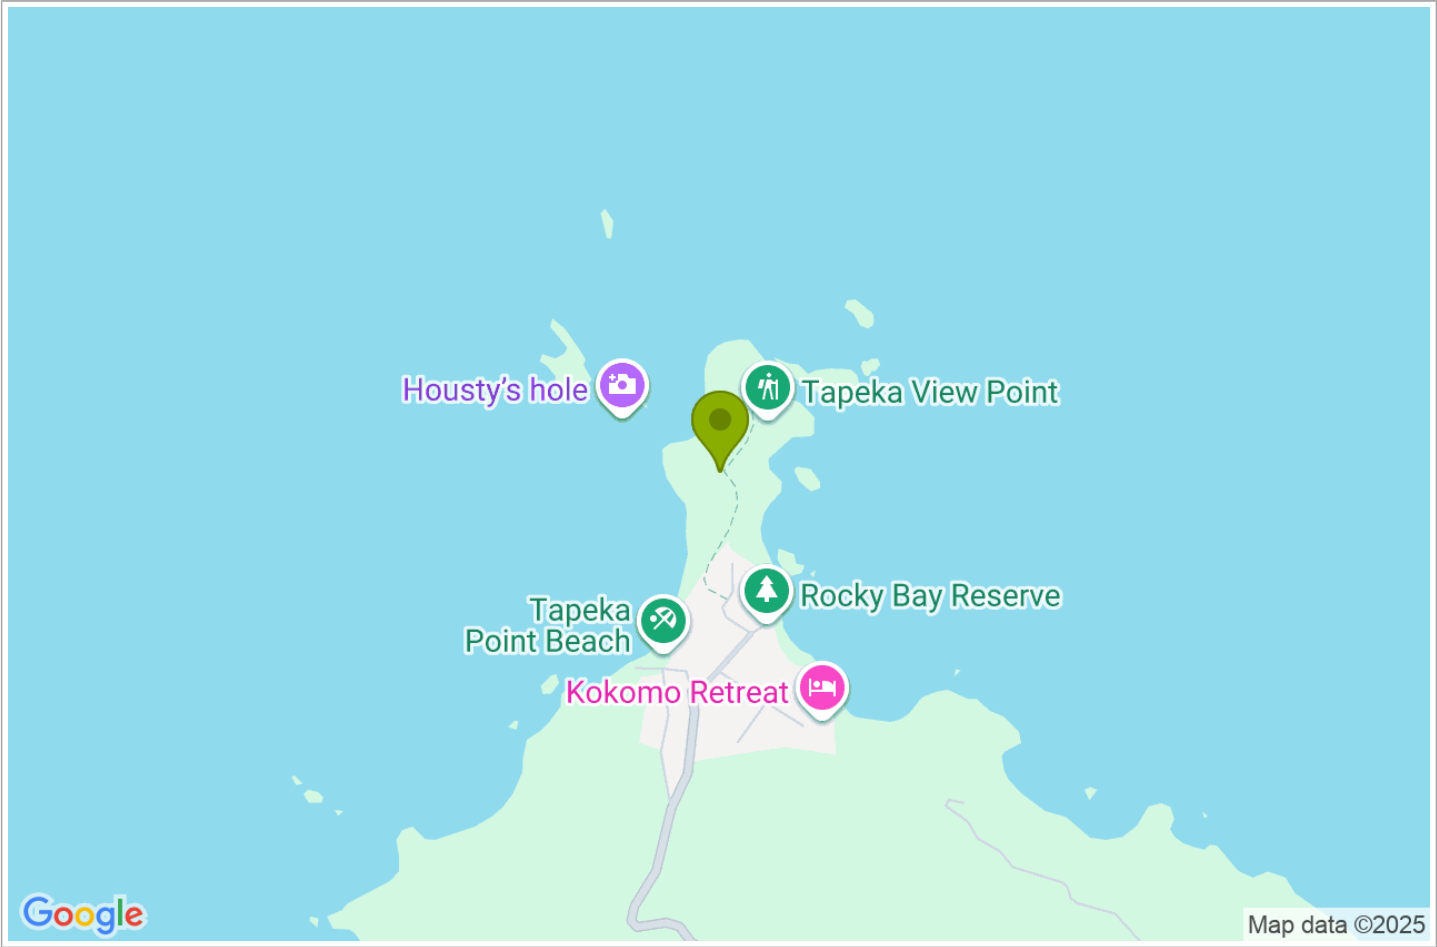 Housty's hole
Tapeka View Point
Rocky Bay Reserve
Tapeka
Point Beach
Kokomo Retreat
Google
Map data ©2025